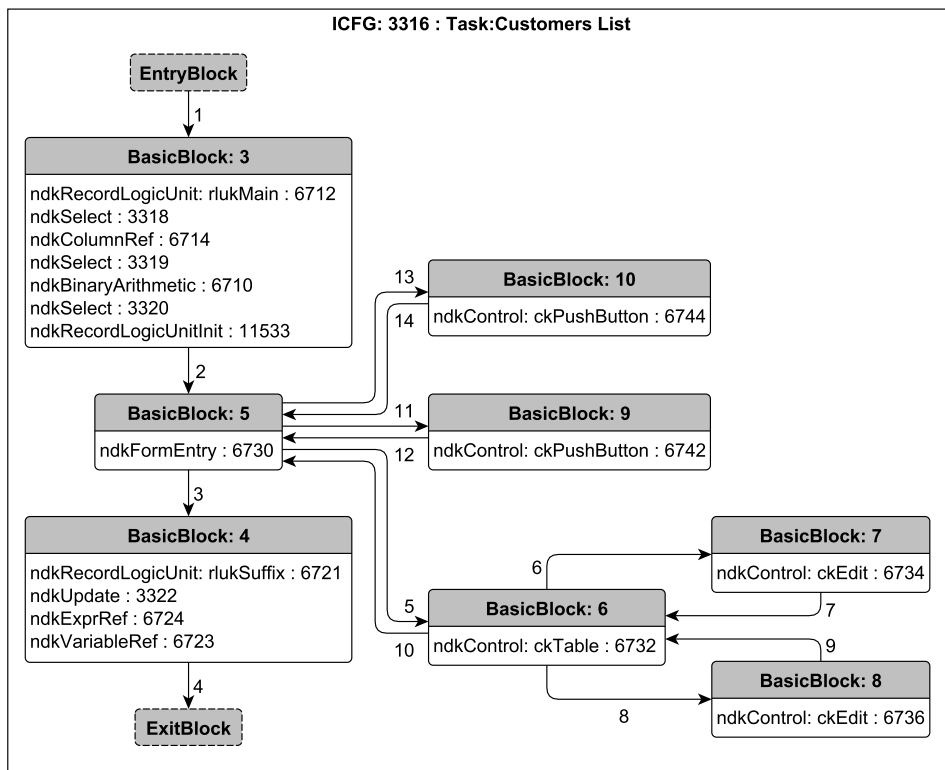 ICFG: 3316 : Task:Customers List
EntryBlock
1
BasicBlock: 3
ndkRecordLogicUnit: rlukMain : 6712
ndkSelect : 3318
ndkColumnRef : 6714
ndkSelect : 3319
ndkBinaryArithmetic : 6710
ndkSelect : 3320
ndkRecordLogicUnitInit : 11533
2
BasicBlock: 5
ndkFormEntry : 6730
3
BasicBlock: 4
ndkRecordLogicUnit: rlukSuffix : 6721
ndkUpdate : 3322
ndkExprRef : 6724
ndkVariableRef : 6723
4
ExitBlock
13
14
BasicBlock: 10
ndkControl: ckPushButton : 6744
11
12
BasicBlock: 9
ndkControl: ckPushButton : 6742
5
10
BasicBlock: 6
ndkControl: ckTable : 6732
6
7
BasicBlock: 7
ndkControl: ckEdit : 6734
8
9
BasicBlock: 8
ndkControl: ckEdit : 6736